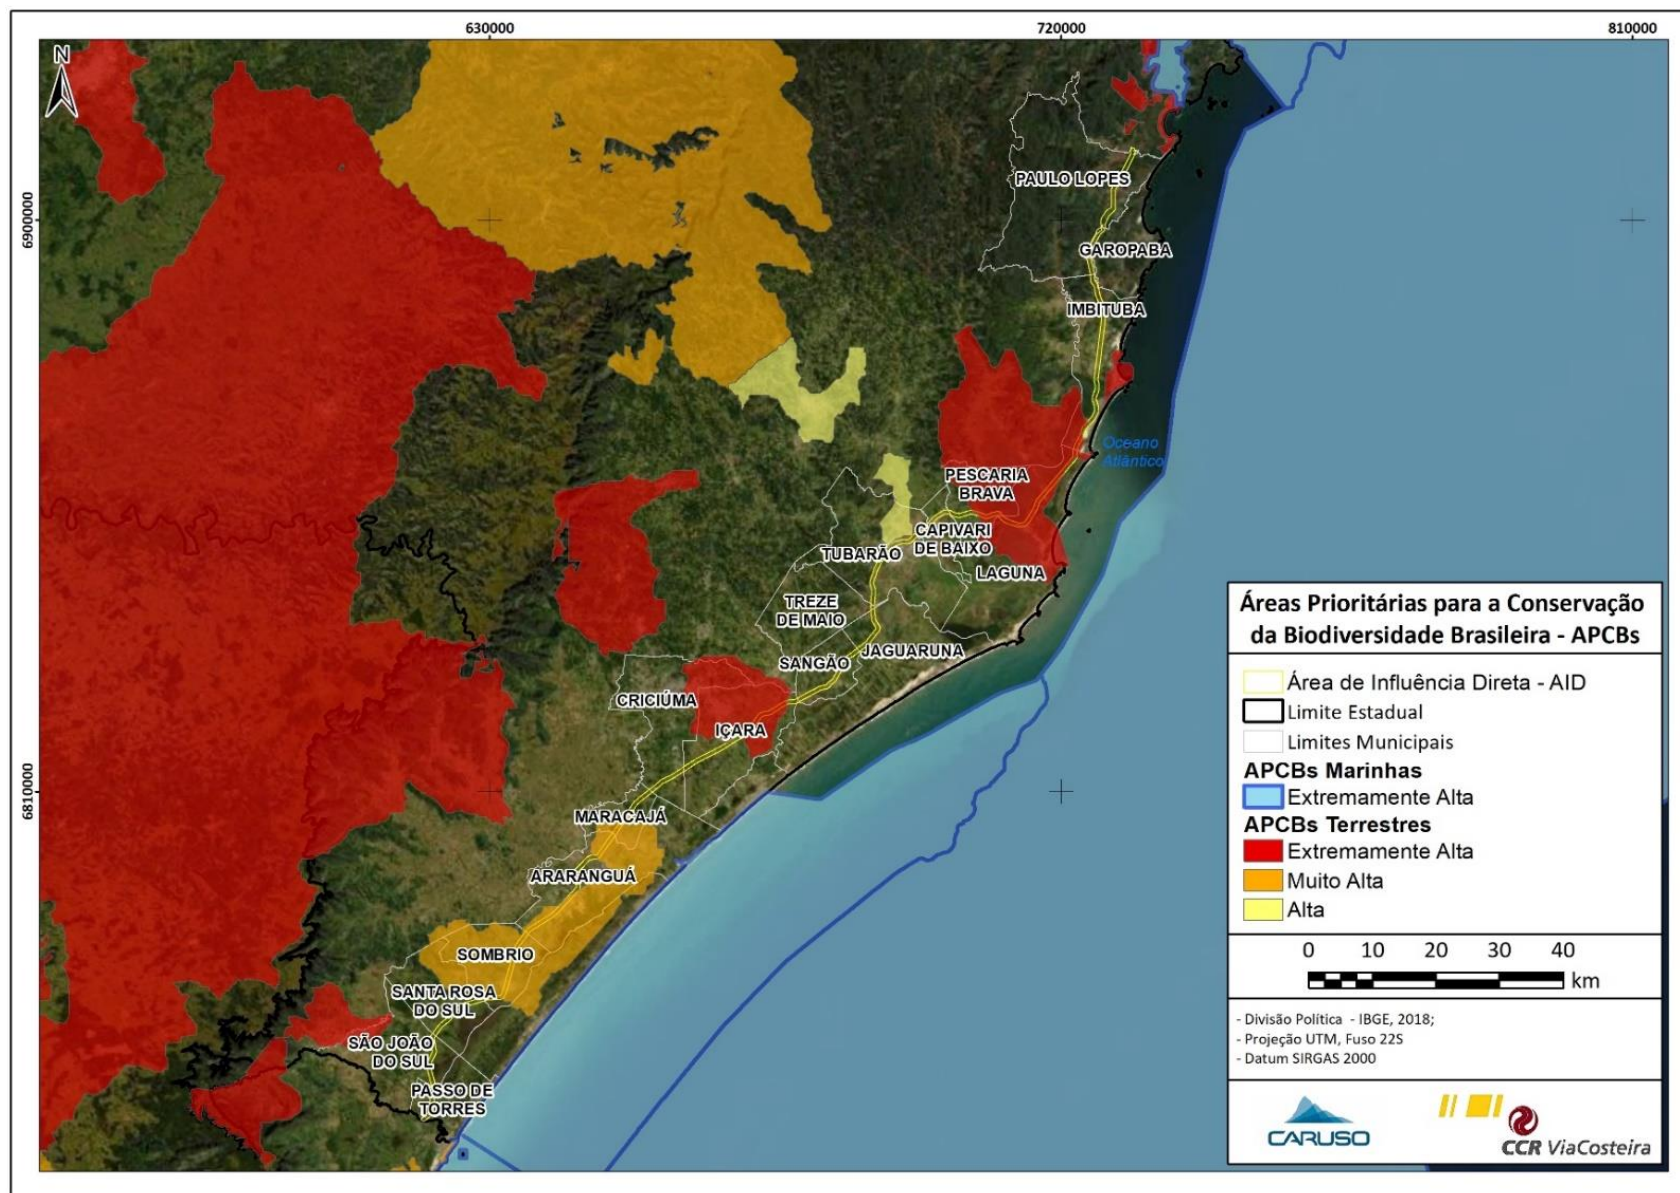 630000
720000
810000
N
6900000
6810000
PAULO LOPES
GAROPABA
IMBITUBA
Oceano
Atlântico
PESCARIA
BRAVA
CAPIVARI
DE BAIXO
TUBARÃO
LAGUNA
TREZE
DE MAIO
JAGUARUNA
SANGÃO
CRICIÚMA
IÇARA
MARACAJÁ
ARARANGUÁ
SOMBRIO
SANTA ROSA
DO SUL
SÃO JOÃO
DO SUL
PASSO DE
TORRES
Áreas Prioritárias para a Conservação
da Biodiversidade Brasileira - APCBs
Área de Influência Direta - AID
Limite Estadual
Limites Municipais
APCBs Marinhas
Extremamente Alta
APCBs Terrestres
Extremamente Alta
Muito Alta
Alta
0 10 20 30 40
km
- Divisão Política - IBGE, 2018;
- Projeção UTM, Fuso 22S
- Datum SIRGAS 2000
CARUSO
CCR ViaCosteira